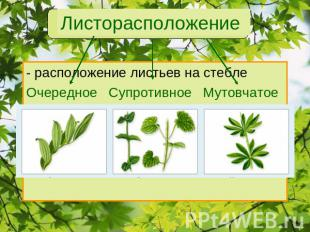 Листорасположение
- расположение листьев на стебле
Очередное Супротивное Мутовчатое
PPt4WEB.ru